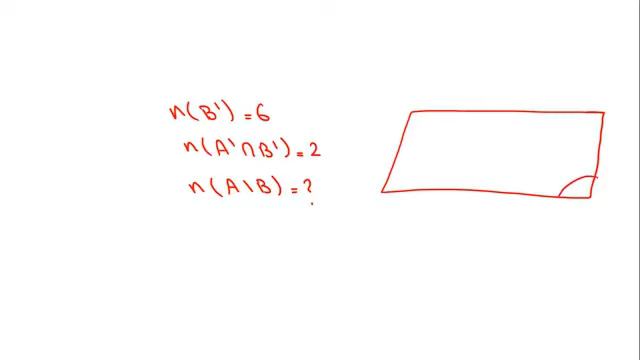 n(B') = 6
n(A' ∩ B') = 2
n(A \ B) = ?